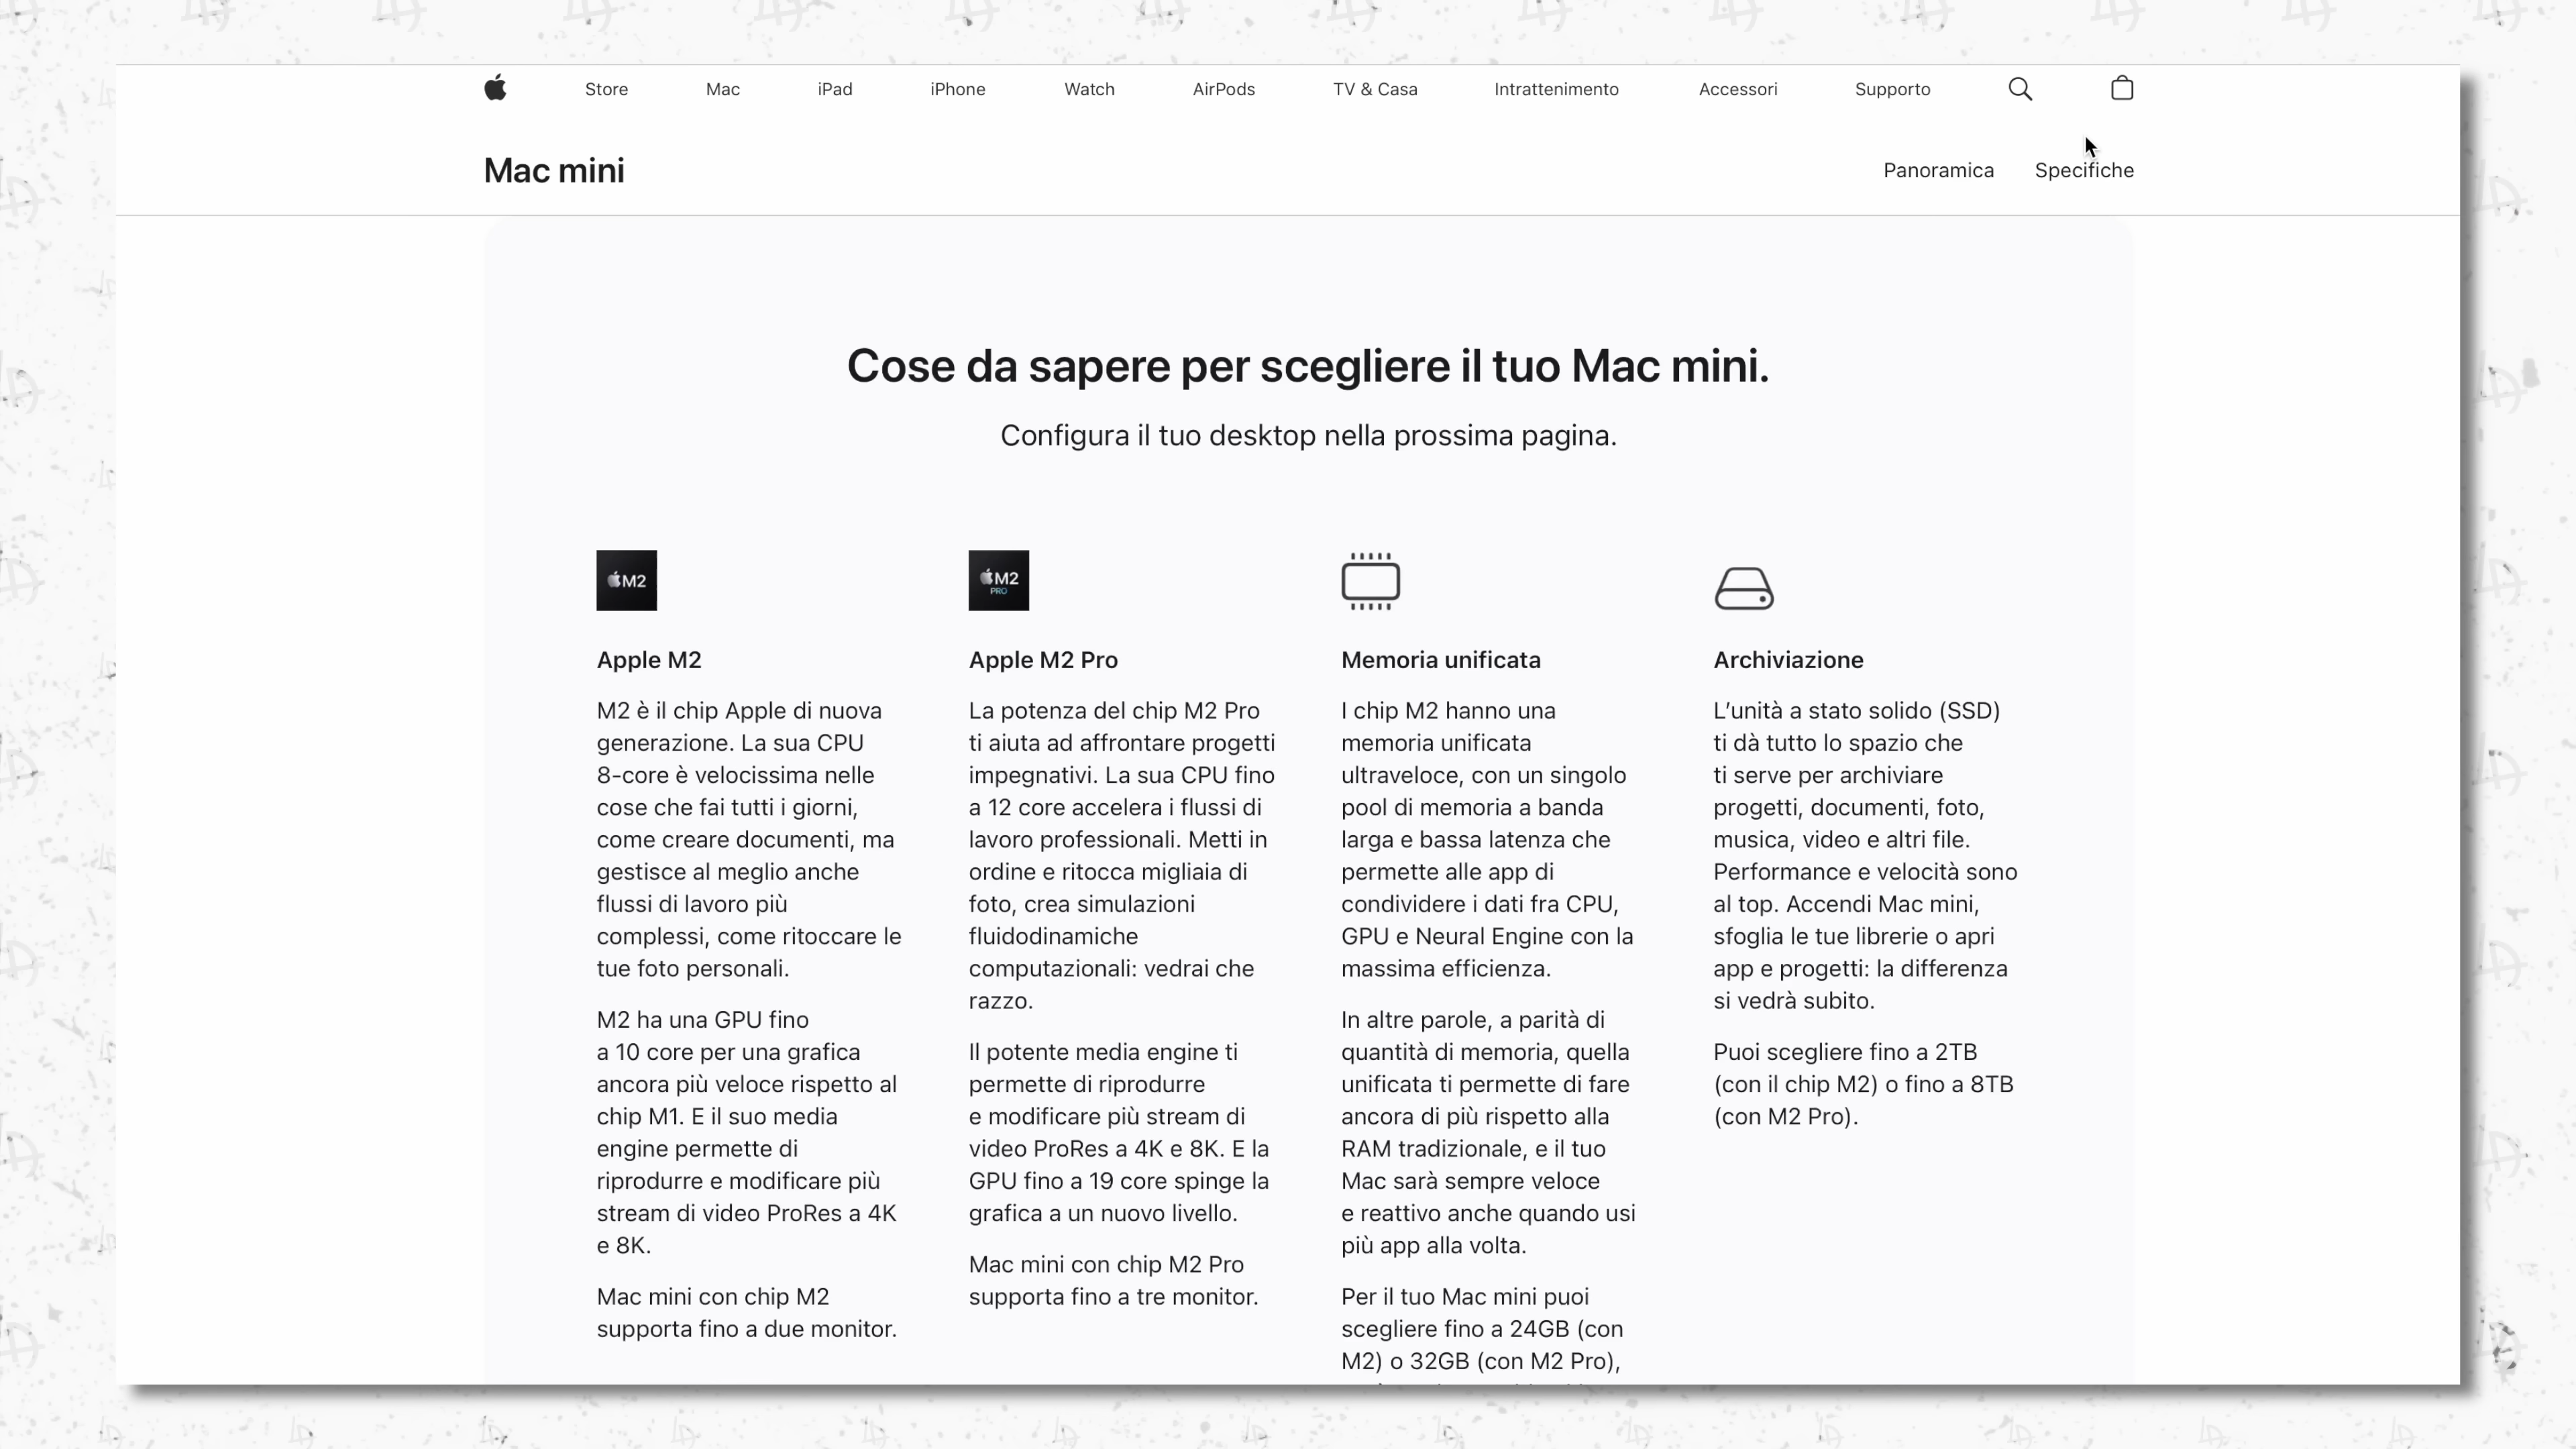 Store Mac iPad iPhone Watch AirPods TV & Casa Intrattenimento Accessori Supporto
Mac mini
Panoramica Specifiche
Cose da sapere per scegliere il tuo Mac mini.
Configura il tuo desktop nella prossima pagina.
M2
Apple M2
M2 è il chip Apple di nuova
generazione. La sua CPU
8-core è velocissima nelle
cose che fai tutti i giorni,
come creare documenti, ma
gestisce al meglio anche
flussi di lavoro più
complessi, come ritoccare le
tue foto personali.
M2 ha una GPU fino
a 10 core per una grafica
ancora più veloce rispetto al
chip M1. E il suo media
engine permette di
riprodurre e modificare più
stream di video ProRes a 4K
e 8K.
Mac mini con chip M2
supporta fino a due monitor.
M2
PRO
Apple M2 Pro
La potenza del chip M2 Pro
ti aiuta ad affrontare progetti
impegnativi. La sua CPU fino
a 12 core accelera i flussi di
lavoro professionali. Metti in
ordine e ritocca migliaia di
foto, crea simulazioni
fluidodinamiche
computazionali: vedrai che
razzo.
Il potente media engine ti
permette di riprodurre
e modificare più stream di
video ProRes a 4K e 8K. E la
GPU fino a 19 core spinge la
grafica a un nuovo livello.
Mac mini con chip M2 Pro
supporta fino a tre monitor.
Memoria unificata
I chip M2 hanno una
memoria unificata
ultraveloce, con un singolo
pool di memoria a banda
larga e bassa latenza che
permette alle app di
condividere i dati fra CPU,
GPU e Neural Engine con la
massima efficienza.
In altre parole, a parità di
quantità di memoria, quella
unificata ti permette di fare
ancora di più rispetto alla
RAM tradizionale, e il tuo
Mac sarà sempre veloce
e reattivo anche quando usi
più app alla volta.
Per il tuo Mac mini puoi
scegliere fino a 24GB (con
M2) o 32GB (con M2 Pro),
Archiviazione
L'unità a stato solido (SSD)
ti dà tutto lo spazio che
ti serve per archiviare
progetti, documenti, foto,
musica, video e altri file.
Performance e velocità sono
al top. Accendi Mac mini,
sfoglia le tue librerie o apri
app e progetti: la differenza
si vedrà subito.
Puoi scegliere fino a 2TB
(con il chip M2) o fino a 8TB
(con M2 Pro).